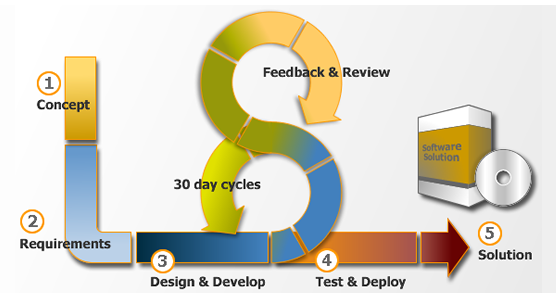 1
Concept
2
Requirements
3
Design & Develop
30 day cycles
Feedback & Review
4
Test & Deploy
5
Solution
Software
Solution